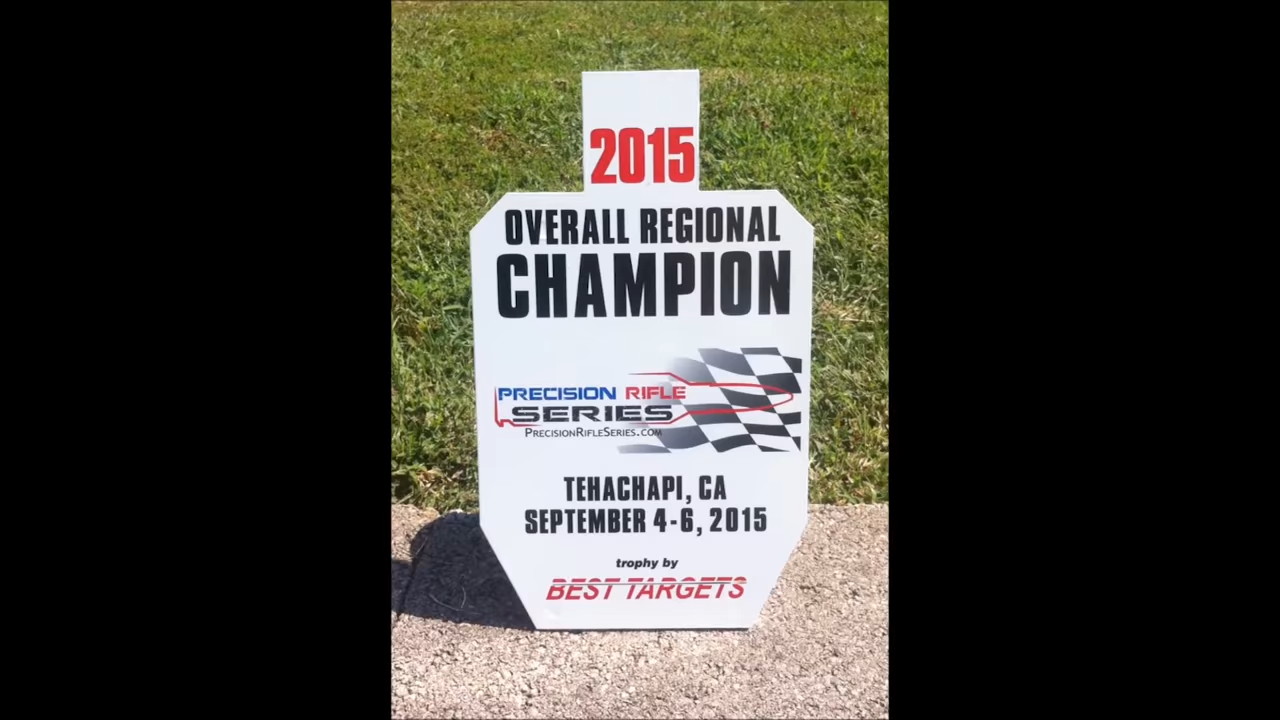 2015
OVERALL REGIONAL
CHAMPION
PRECISION RIFLE
SERIES
PRECISIONRIFLESERIES.COM
TEHACHAPI, CA
SEPTEMBER 4-6, 2015
trophy by
BEST TARGETS